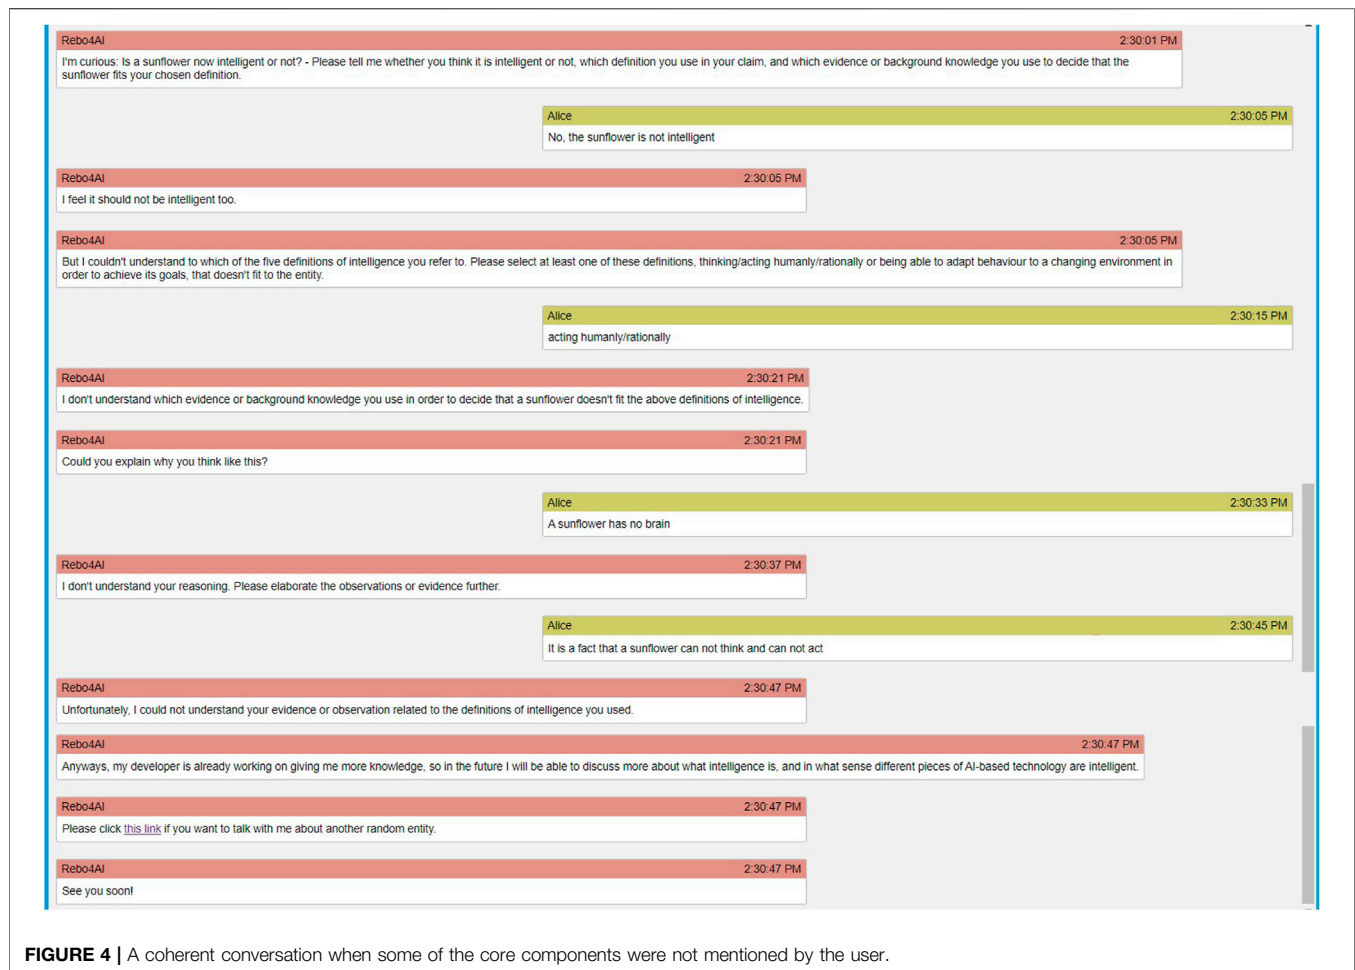 Rebo4AI 2:30:01 PM
I'm curious: Is a sunflower now intelligent or not? - Please tell me whether you think it is intelligent or not, which definition you use in your claim, and which evidence or background knowledge you use to decide that the
sunflower fits your chosen definition.
Alice 2:30:05 PM
No, the sunflower is not intelligent
Rebo4AI 2:30:05 PM
I feel it should not be intelligent too.
Rebo4AI 2:30:05 PM
But I couldn't understand to which of the five definitions of intelligence you refer to. Please select at least one of these definitions, thinking/acting humanly/rationally or being able to adapt behaviour to a changing environment in
order to achieve its goals, that doesn't fit to the entity.
Alice 2:30:15 PM
acting humanly/rationally
Rebo4AI 2:30:21 PM
I don't understand which evidence or background knowledge you use in order to decide that a sunflower doesn't fit the above definitions of intelligence.
Rebo4AI 2:30:21 PM
Could you explain why you think like this?
Alice 2:30:33 PM
A sunflower has no brain
Rebo4AI 2:30:37 PM
I don't understand your reasoning. Please elaborate the observations or evidence further.
Alice 2:30:45 PM
It is a fact that a sunflower can not think and can not act
Rebo4AI 2:30:47 PM
Unfortunately, I could not understand your evidence or observation related to the definitions of intelligence you used.
Rebo4AI 2:30:47 PM
Anyways, my developer is already working on giving me more knowledge, so in the future I will be able to discuss more about what intelligence is, and in what sense different pieces of AI-based technology are intelligent.
Rebo4AI 2:30:47 PM
Please click this link if you want to talk with me about another random entity.
Rebo4AI 2:30:47 PM
See you soon!
FIGURE 4 | A coherent conversation when some of the core components were not mentioned by the user.